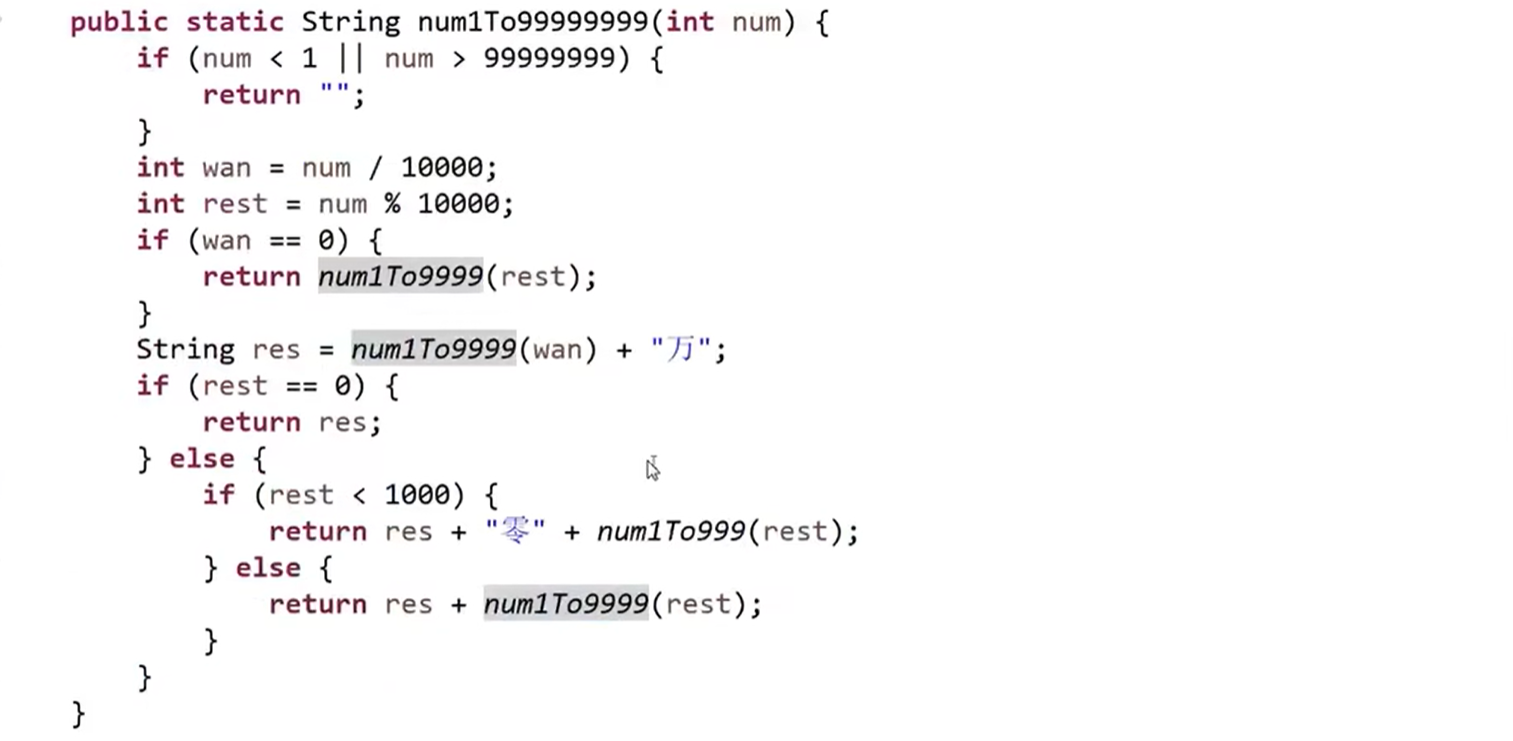 public static String num1To99999999(int num) {
if (num < 1 || num > 99999999) {
return "";
}
int wan = num / 10000;
int rest = num % 10000;
if (wan == 0) {
return num1To9999(rest);
}
String res = num1To9999(wan) + "万";
if (rest == 0) {
return res;
} else {
if (rest < 1000) {
return res + "零" + num1To999(rest);
} else {
return res + num1To9999(rest);
}
}
}